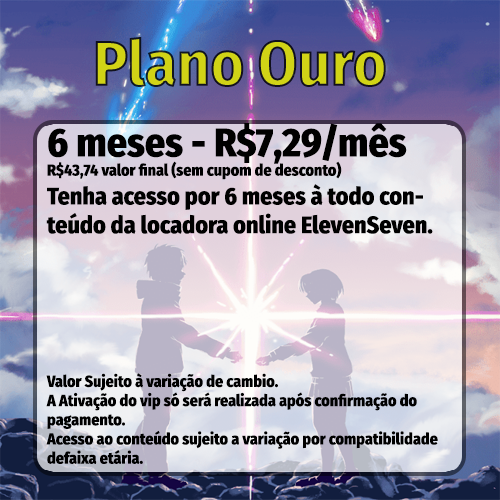 Plano Ouro
6 meses - R$7,29/mês
R$43,74 valor final (sem cupom de desconto)
Tenha acesso por 6 meses à todo con-
teúdo da locadora online ElevenSeven.
Valor Sujeito à variação de cambio.
A Ativação do vip só será realizada após confirmação do
pagamento.
Acesso ao conteúdo sujeito a variação por compatibilidade
defaixa etária.